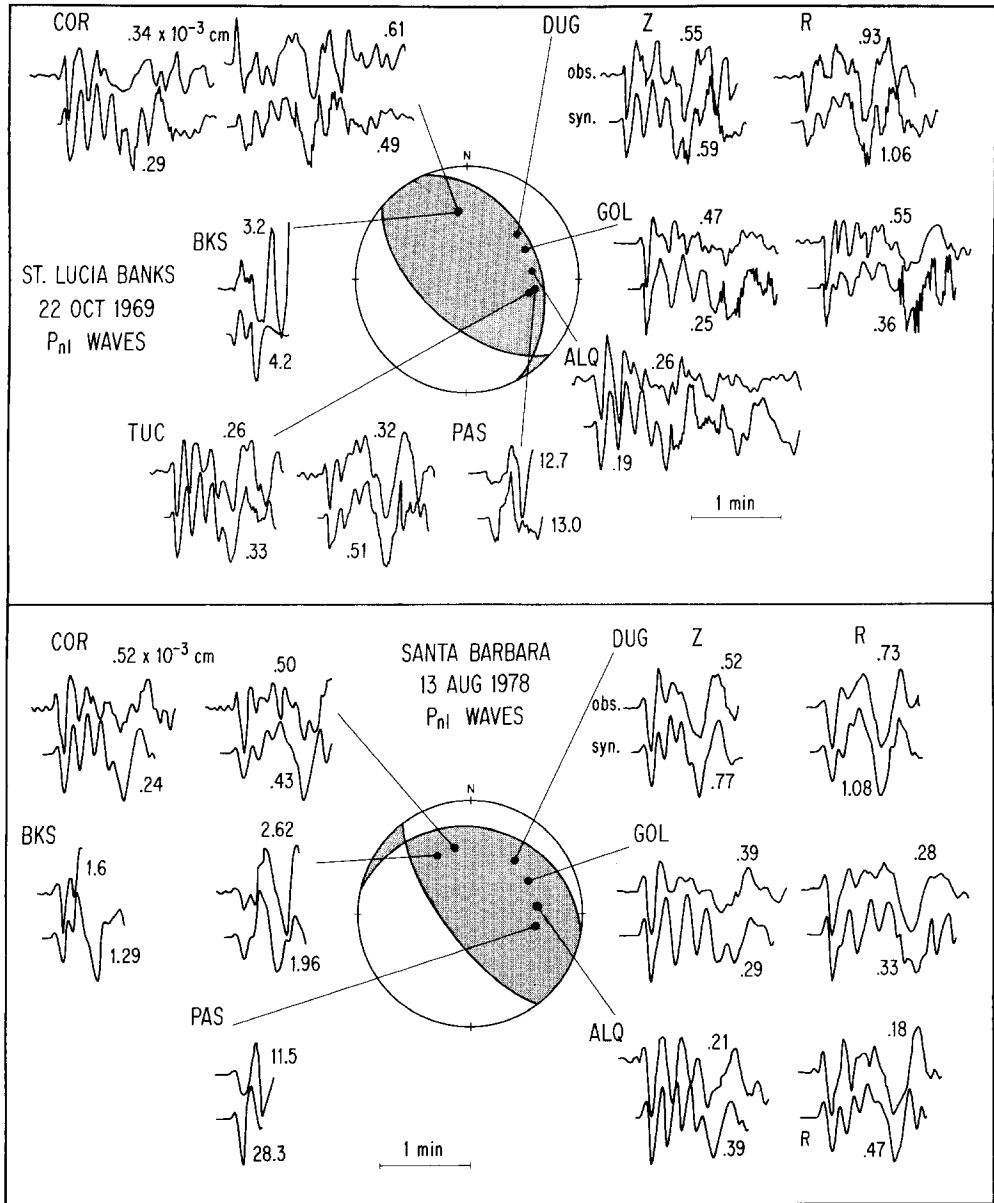 COR
.34 x 10⁻³ cm
.61
DUG
Z
.55
R
.93
obs.
syn.
.29
.49
.59
1.06
N
BKS
3.2
GOL
.47
.55
ST. LUCIA BANKS
22 OCT 1969
Pnl WAVES
4.2
.25
.36
ALQ
.26
TUC
.26
.32
PAS
12.7
.19
1 min
.33
.51
13.0
COR
.52 x 10⁻³ cm
.50
SANTA BARBARA
13 AUG 1978
Pnl WAVES
DUG
Z
.52
R
.73
obs.
syn.
.24
.43
.77
1.08
N
BKS
1.6
2.62
GOL
.39
.28
1.29
1.96
.29
.33
PAS
11.5
ALQ
.21
.18
28.3
1 min
.39
R
.47